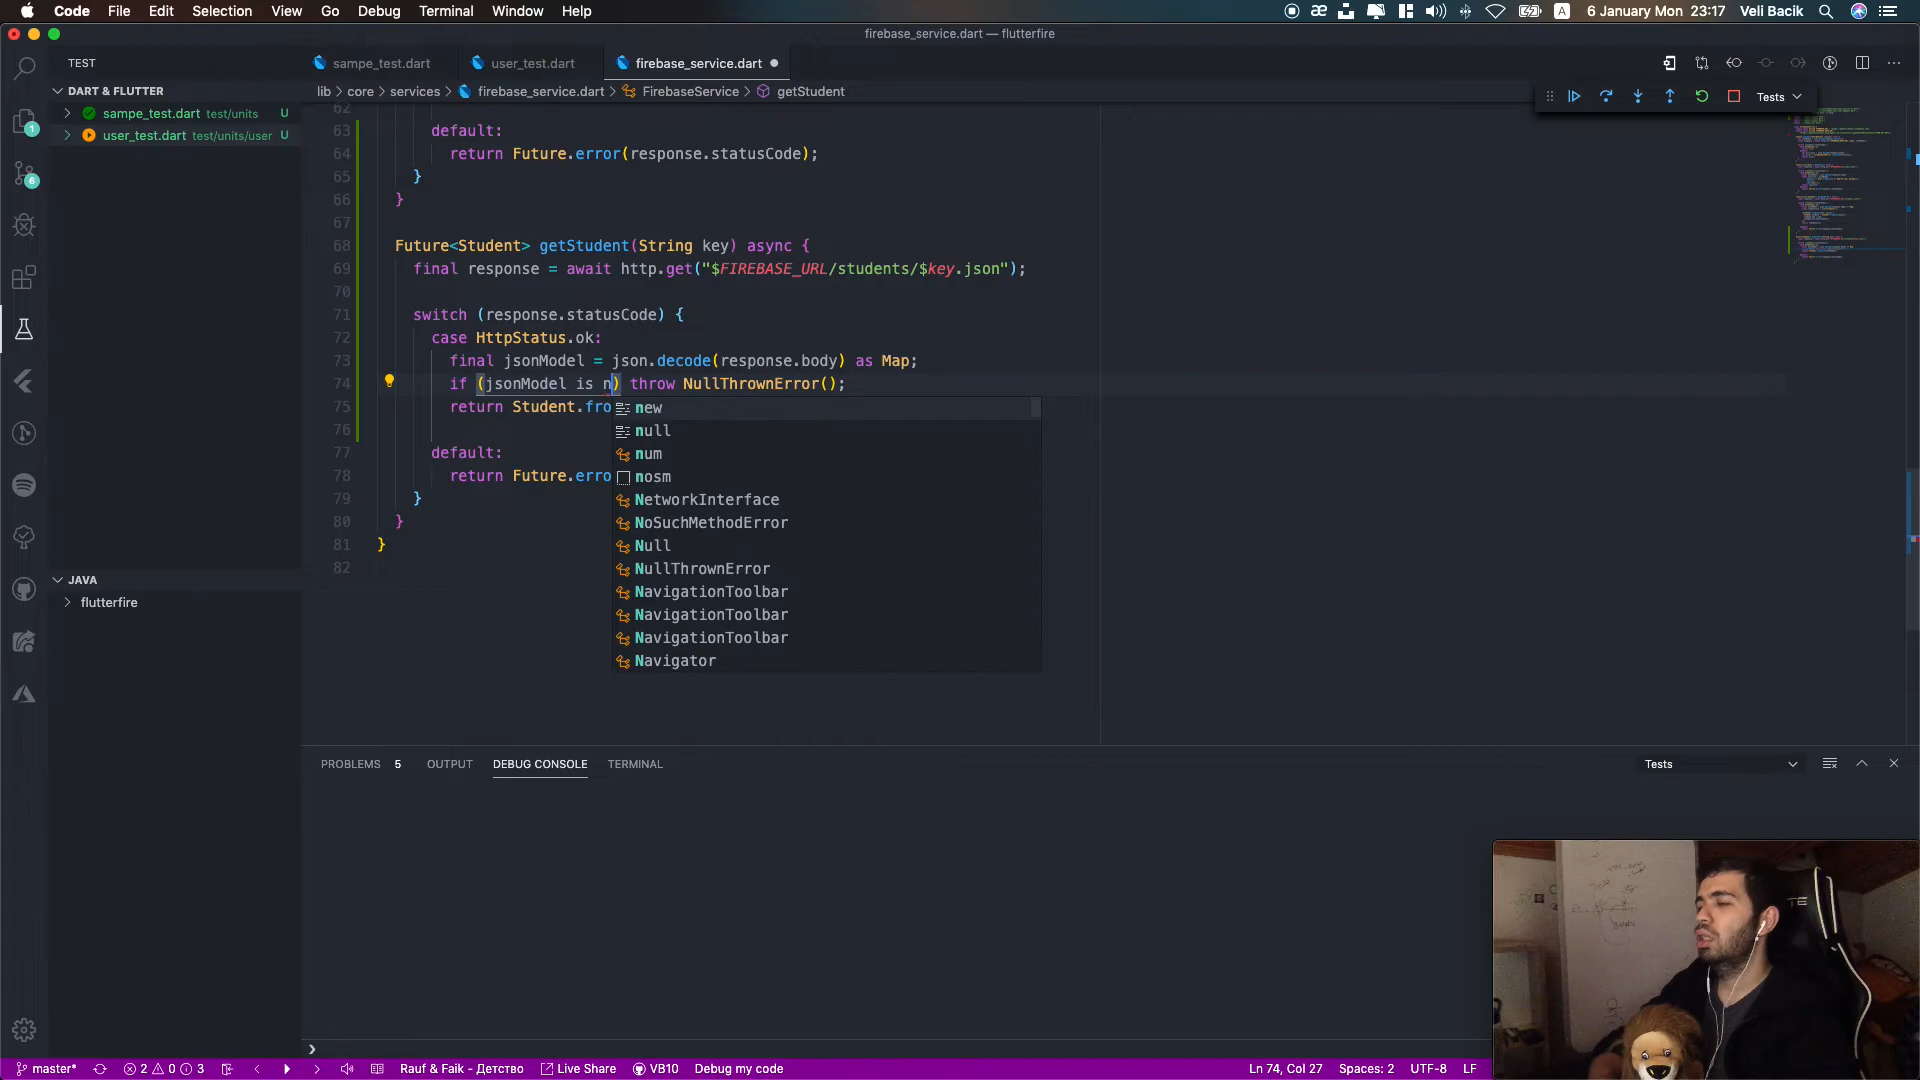 Code File Edit Selection View Go Debug Terminal Window Help
A 6 January Mon 23:17 Veli Bacik
firebase_service.dart — flutterfire
TEST
sampe_test.dart user_test.dart firebase_service.dart
DART & FLUTTER
lib > core > services > firebase_service.dart > FirebaseService > getStudent
Tests
sampe_test.dart test/units U
user_test.dart test/units/user U
1
6
62
63 default:
64 return Future.error(response.statusCode);
65 }
66 }
67
68 Future<Student> getStudent(String key) async {
69 final response = await http.get("$FIREBASE_URL/students/$key.json");
70
71 switch (response.statusCode) {
72 case HttpStatus.ok:
73 final jsonModel = json.decode(response.body) as Map;
74 if (jsonModel is n) throw NullThrownError();
75 return Student.fro
76
77 default:
78 return Future.erro
79 }
80 }
81 }
82
new
null
num
nosm
NetworkInterface
NoSuchMethodError
Null
NullThrownError
NavigationToolbar
NavigationToolbar
NavigationToolbar
Navigator
JAVA
flutterfire
PROBLEMS 5 OUTPUT DEBUG CONSOLE TERMINAL
Tests
master* 2 0 3 Rauf & Faik - Детство Live Share VB10 Debug my code
Ln 74, Col 27 Spaces: 2 UTF-8 LF